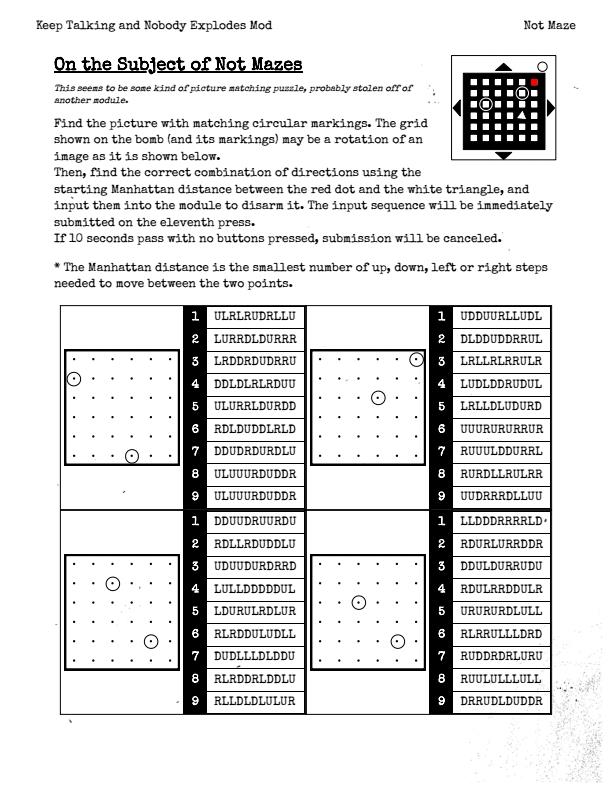 Keep Talking and Nobody Explodes Mod Not Maze
On the Subject of Not Mazes
This seems to be some kind of picture matching puzzle, probably stolen off of
another module.
Find the picture with matching circular markings. The grid
shown on the bomb (and its markings) may be a rotation of an
image as it is shown below.
Then, find the correct combination of directions using the
starting Manhattan distance between the red dot and the white triangle, and
input them into the module to disarm it. The input sequence will be immediately
submitted on the eleventh press.
If 10 seconds pass with no buttons pressed, submission will be canceled.
* The Manhattan distance is the smallest number of up, down, left or right steps
needed to move between the two points.
1 ULRLRUDRLLU 1 UDDUURLLUDL
2 LURRDLDURRR 2 DLDDUDDRRUL
3 LRDDRDUDRRU 3 LRLLRLRRULR
4 DDLDLRLRDUU 4 LUDLDDRUDUL
5 ULURRLDURDD 5 LRLLDLUDURD
6 RDLDUDDLRLD 6 UUURURURRUR
7 DDUDRDURDLU 7 RUUULDDURRL
8 ULUUURDUDDR 8 RURDLLRULRR
9 ULUUURDUDDR 9 UUDRRRDLLUU
1 DDUUDRUURDU 1 LLDDDRRRRLD
2 RDLLRDUDDLU 2 RDURLURRDDR
3 UDUUDURDRRD 3 DDULDURRUDU
4 LULLDDDDDUL 4 RDULRRDDULR
5 LDURULRDLUR 5 URURURDLULL
6 RLRDDULUDLL 6 RLRRULLLDRD
7 DUDLLLDLDDU 7 RUDDRDRLURU
8 RLRDDRLDDLU 8 RUULULLLULL
9 RLLDLDLULUR 9 DRRUDLDUDDR